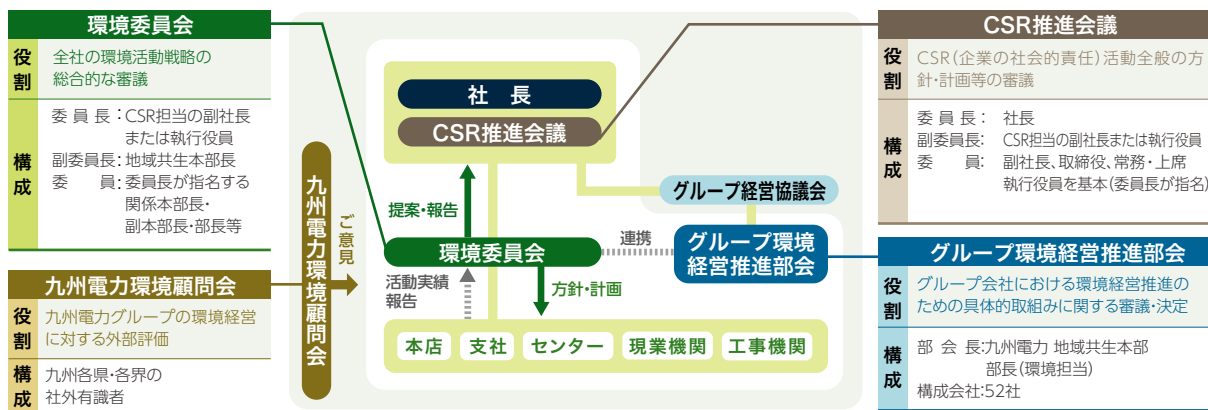 環境委員会
役割
全社の環境活動戦略の
総合的な審議
構成
委員長：CSR担当の副社長
または執行役員
副委員長：地域共生本部長
委員：委員長が指名する
関係本部長・
副本部長・部長等
九州電力環境顧問会
役割
九州電力グループの環境経営
に対する外部評価
構成
九州各県・各界の
社外有識者
九州電力環境顧問会
ご意見
社長
CSR推進会議
提案・報告
グループ経営協議会
環境委員会
連携
グループ環境
経営推進部会
活動実績
報告
方針・計画
本店
支社
センター
現業機関
工事機関
CSR推進会議
役割
CSR（企業の社会的責任）活動全般の方
針・計画等の審議
構成
委員長： 社長
副委員長： CSR担当の副社長または執行役員
委員： 副社長、取締役、常務・上席
執行役員を基本（委員長が指名）
グループ環境経営推進部会
役割
グループ会社における環境経営推進の
ための具体的取組みに関する審議・決定
構成
部会長：九州電力 地域共生本部
部長（環境担当）
構成会社：52社